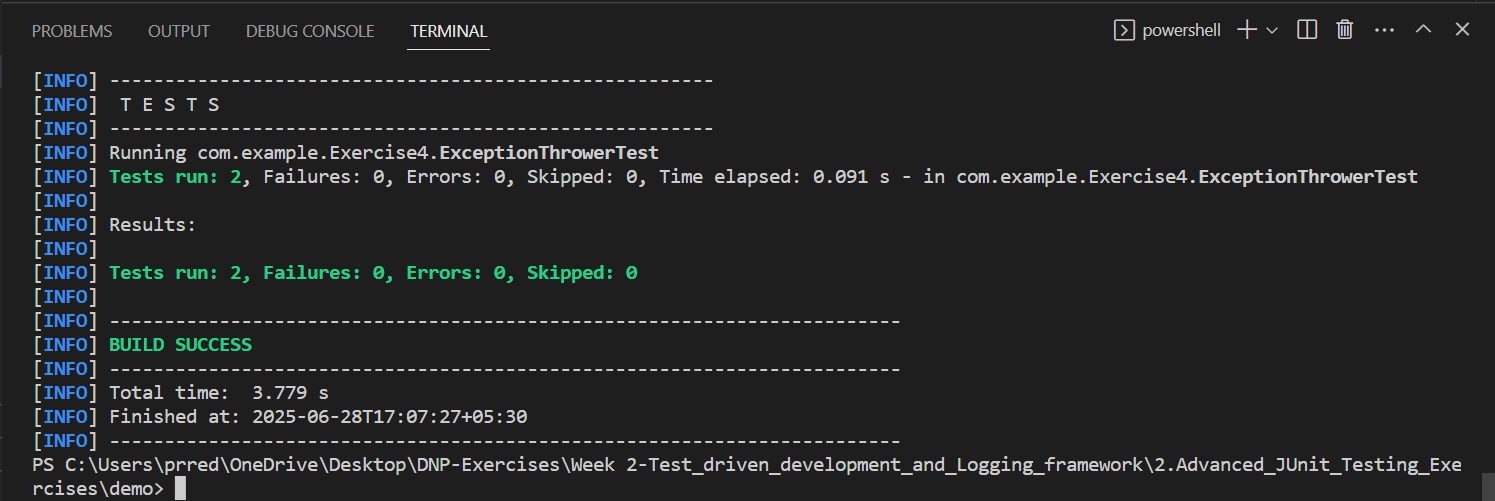 PROBLEMS OUTPUT DEBUG CONSOLE TERMINAL powershell
[INFO] -------------------------------------------------------
[INFO]  T E S T S
[INFO] -------------------------------------------------------
[INFO] Running com.example.Exercise4.ExceptionThrowerTest
[INFO] Tests run: 2, Failures: 0, Errors: 0, Skipped: 0, Time elapsed: 0.091 s - in com.example.Exercise4.ExceptionThrowerTest
[INFO]
[INFO] Results:
[INFO]
[INFO] Tests run: 2, Failures: 0, Errors: 0, Skipped: 0
[INFO]
[INFO] ------------------------------------------------------------------------
[INFO] BUILD SUCCESS
[INFO] ------------------------------------------------------------------------
[INFO] Total time:  3.779 s
[INFO] Finished at: 2025-06-28T17:07:27+05:30
[INFO] ------------------------------------------------------------------------
PS C:\Users\prred\OneDrive\Desktop\DNP-Exercises\Week 2-Test_driven_development_and_Logging_framework\2.Advanced_JUnit_Testing_Exe
rcises\demo>